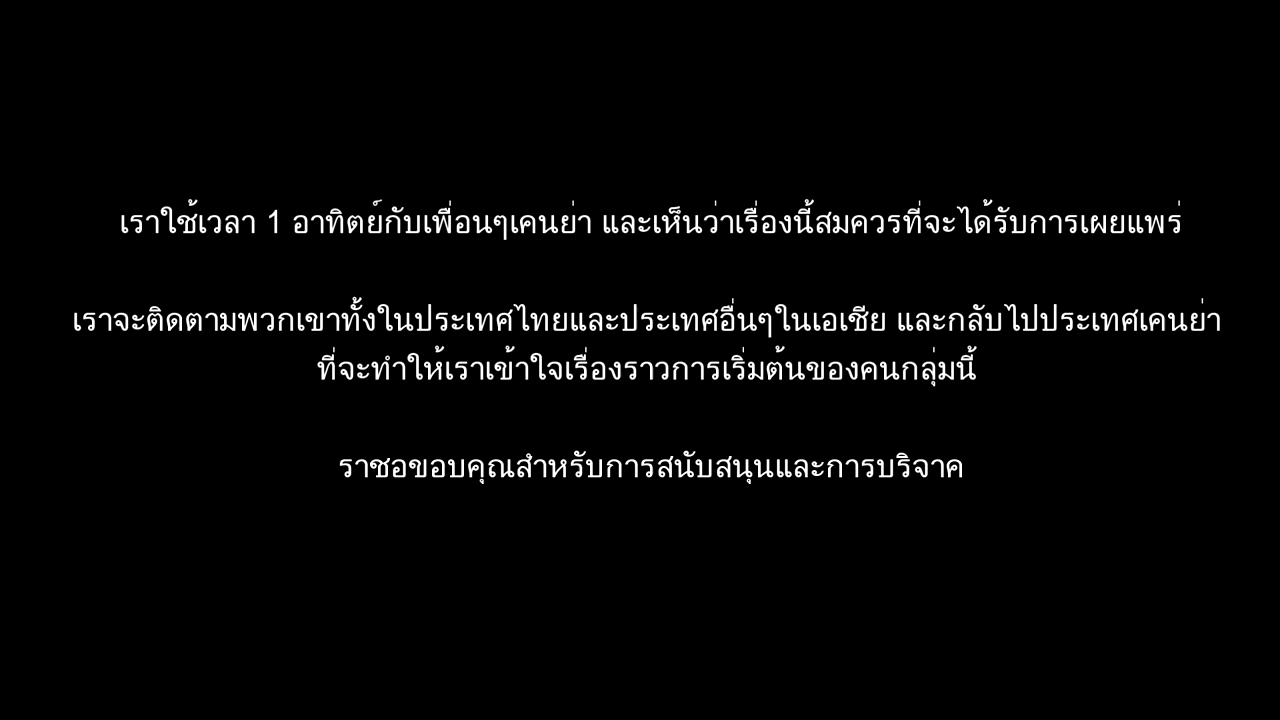 เราใช้เวลา 1 อาทิตย์กับเพื่อนๆเคนย่า และเห็นว่าเรื่องนี้สมควรที่จะได้รับการเผยแพร่
เราจะติดตามพวกเขาทั้งในประเทศไทยและประเทศอื่นๆในเอเชีย และกลับไปประเทศเคนย่า
ที่จะทำให้เราเข้าใจเรื่องราวการเริ่มต้นของคนกลุ่มนี้
ราชอขอบคุณสำหรับการสนับสนุนและการบริจาค